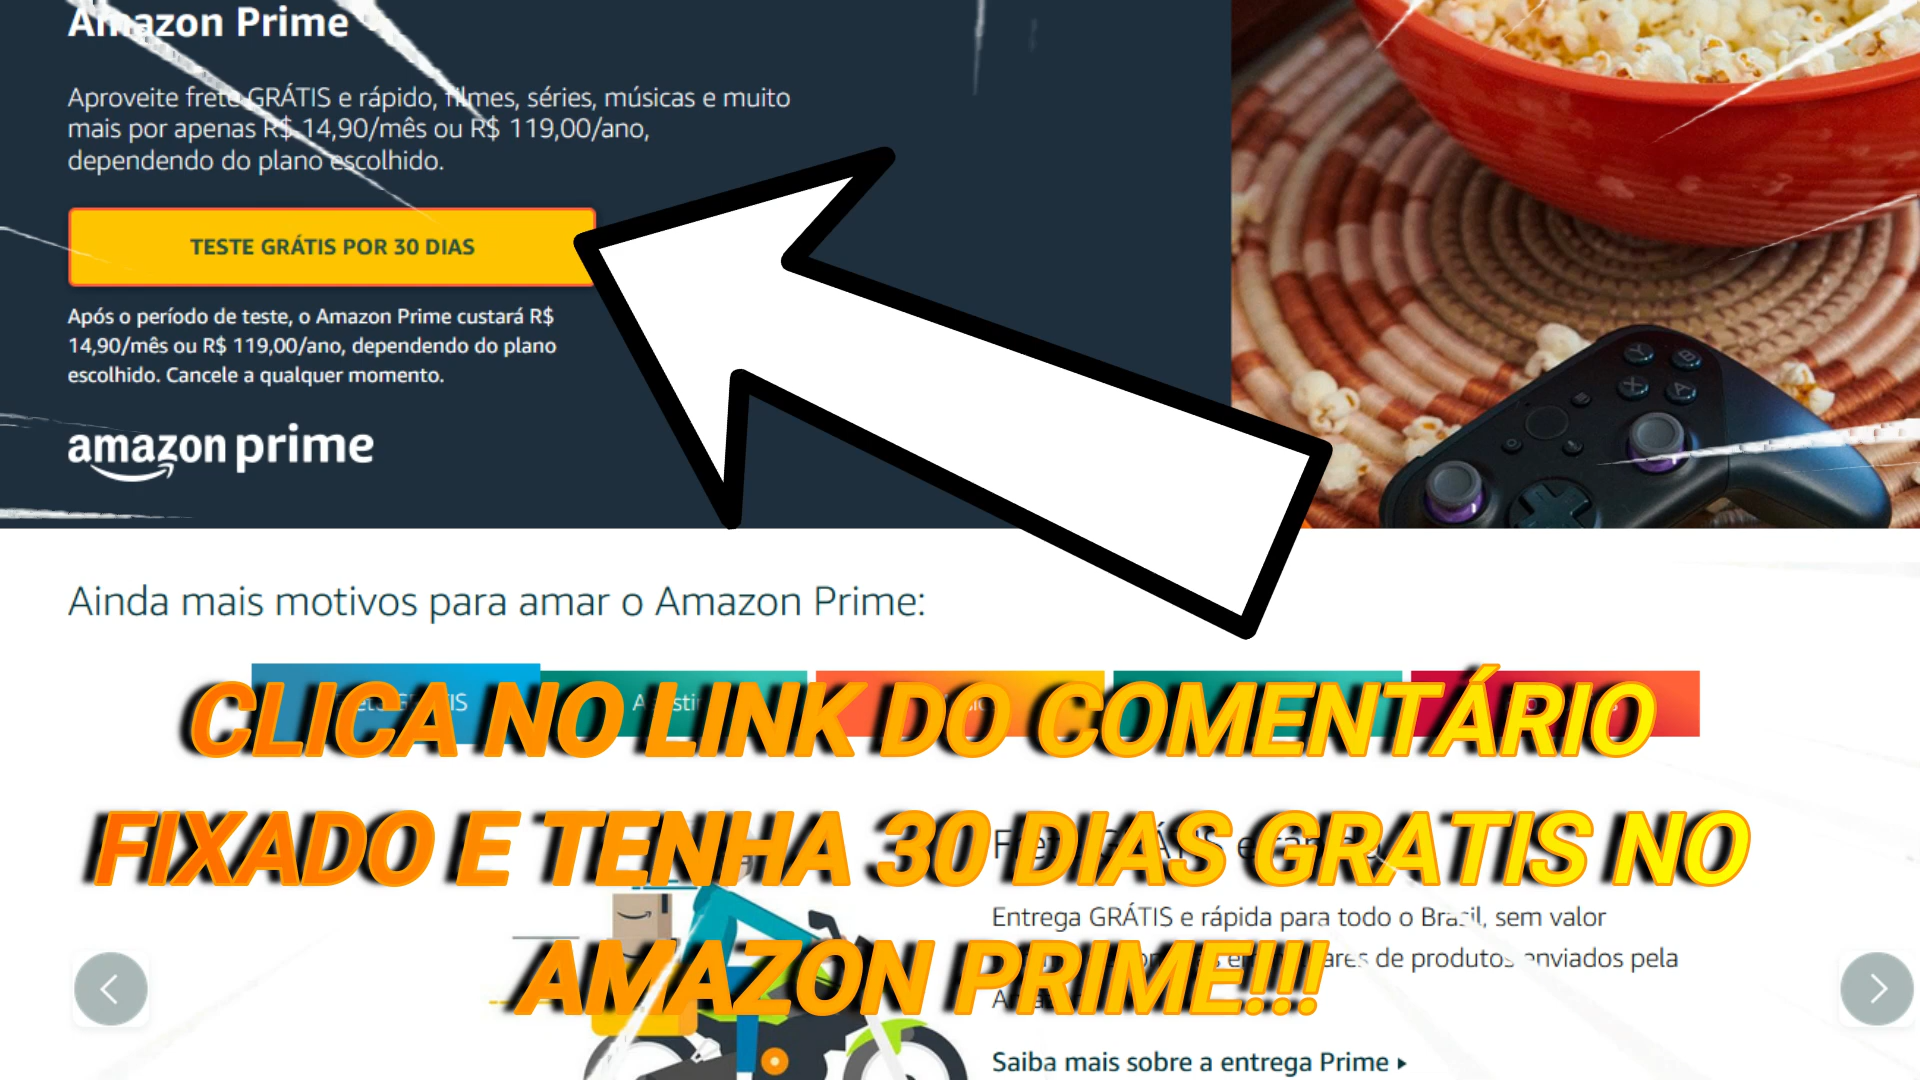 Amazon Prime
Aproveite frete GRÁTIS e rápido, filmes, séries, músicas e muito
mais por apenas R$ 14,90/mês ou R$ 119,00/ano,
dependendo do plano escolhido.
TESTE GRÁTIS POR 30 DIAS
Após o período de teste, o Amazon Prime custará R$
14,90/mês ou R$ 119,00/ano, dependendo do plano
escolhido. Cancele a qualquer momento.
amazon prime
Y
B
X
A
Ainda mais motivos para amar o Amazon Prime:
CLICA NO LINK DO COMENTÁRIO
FIXADO E TENHA 30 DIAS GRATIS NO
AMAZON PRIME!!!
Entrega GRÁTIS e rápida para todo o Brasil, sem valor
de produtos enviados pela
Saiba mais sobre a entrega Prime